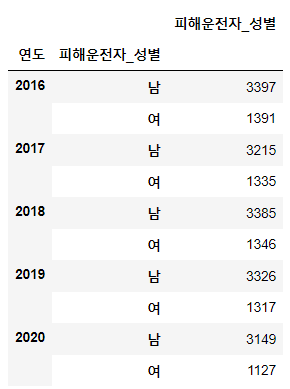 피해운전자_성별
연도 피해운전자_성별
2016 남 3397
여 1391
2017 남 3215
여 1335
2018 남 3385
여 1346
2019 남 3326
여 1317
2020 남 3149
여 1127